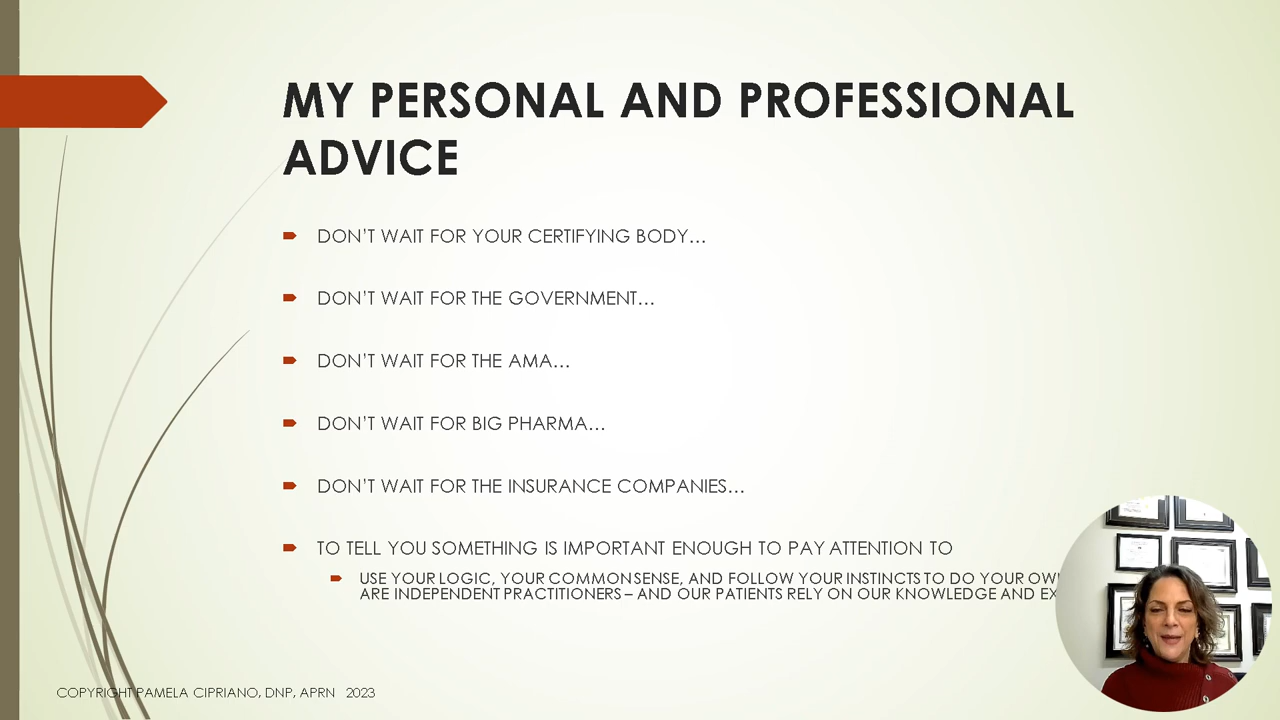 MY PERSONAL AND PROFESSIONAL
ADVICE
DON'T WAIT FOR YOUR CERTIFYING BODY…
DON'T WAIT FOR THE GOVERNMENT…
DON'T WAIT FOR THE AMA…
DON'T WAIT FOR BIG PHARMA…
DON'T WAIT FOR THE INSURANCE COMPANIES…
TO TELL YOU SOMETHING IS IMPORTANT ENOUGH TO PAY ATTENTION TO
USE YOUR LOGIC, YOUR COMMON SENSE, AND FOLLOW YOUR INSTINCTS TO DO YOUR
ARE INDEPENDENT PRACTITIONERS – AND OUR PATIENTS RELY ON OUR KNOWLEDGE AND
COPYRIGHT PAMELA CIPRIANO, DNP, APRN 2023